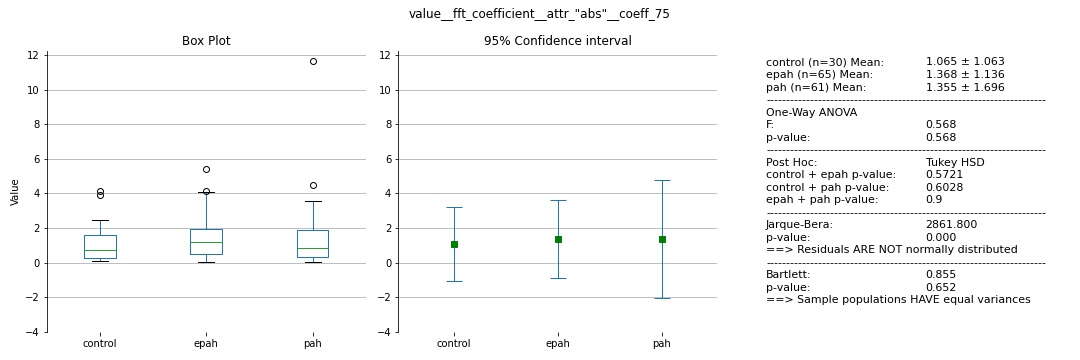 value__fft_coefficient__attr_"abs"__coeff_75
Box Plot
12
10
8
6
4
2
0
−2
−4
Value
control
epah
pah
95% Confidence interval
12
10
8
6
4
2
0
−2
−4
control
epah
pah
control (n=30) Mean: 1.065 ± 1.063
epah (n=65) Mean: 1.368 ± 1.136
pah (n=61) Mean: 1.355 ± 1.696
One-Way ANOVA
F: 0.568
p-value: 0.568
Post Hoc: Tukey HSD
control + epah p-value: 0.5721
control + pah p-value: 0.6028
epah + pah p-value: 0.9
Jarque-Bera: 2861.800
p-value: 0.000
==> Residuals ARE NOT normally distributed
Bartlett: 0.855
p-value: 0.652
==> Sample populations HAVE equal variances